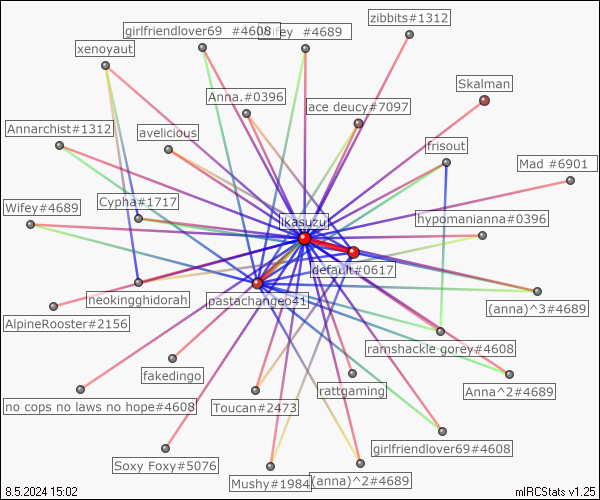 zibbits#1312
girlfriendlover69 #4608
Wifey #4689
xenoyaut
Skalman
Anna.#0396
ace deucy#7097
Annarchist#1312
avelicious
frisout
Mad #6901
Cypha#1717
Wifey#4689
hypomanianna#0396
ikasuzu
default#0617
neokingghidorah
pastachangeo41
(anna)^3#4689
AlpineRooster#2156
ramshackle gorey#4608
fakedingo
rattgaming
Anna^2#4689
no cops no laws no hope#4608
Toucan#2473
girlfriendlover69#4608
Soxy Foxy#5076
Mushy#1984
(anna)^2#4689
8.5.2024 15:02
mIRCStats v1.25